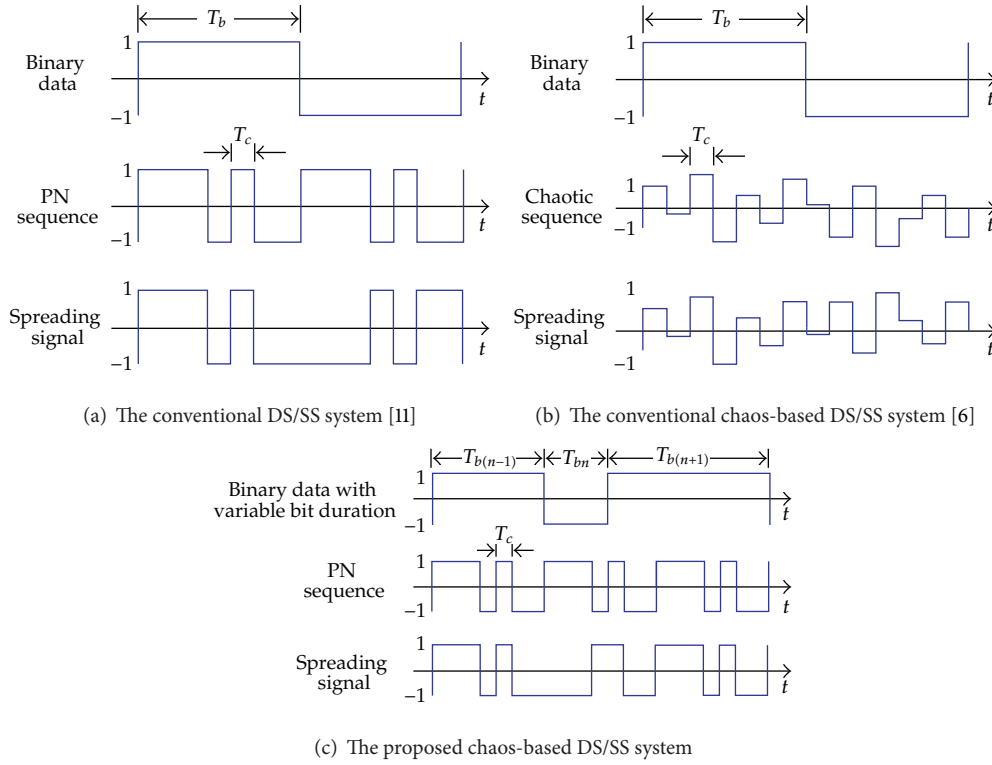 T_b
1
Binary
data
−1
t
T_c
1
PN
sequence
−1
t
1
Spreading
signal
−1
t
(a) The conventional DS/SS system [11]
T_b
1
Binary
data
−1
t
T_c
1
Chaotic
sequence
−1
t
1
Spreading
signal
−1
t
(b) The conventional chaos-based DS/SS system [6]
T_b(n−1) T_bn T_b(n+1)
1
Binary data with
variable bit duration
−1
t
T_c
1
PN
sequence
−1
t
1
Spreading
signal
−1
t
(c) The proposed chaos-based DS/SS system